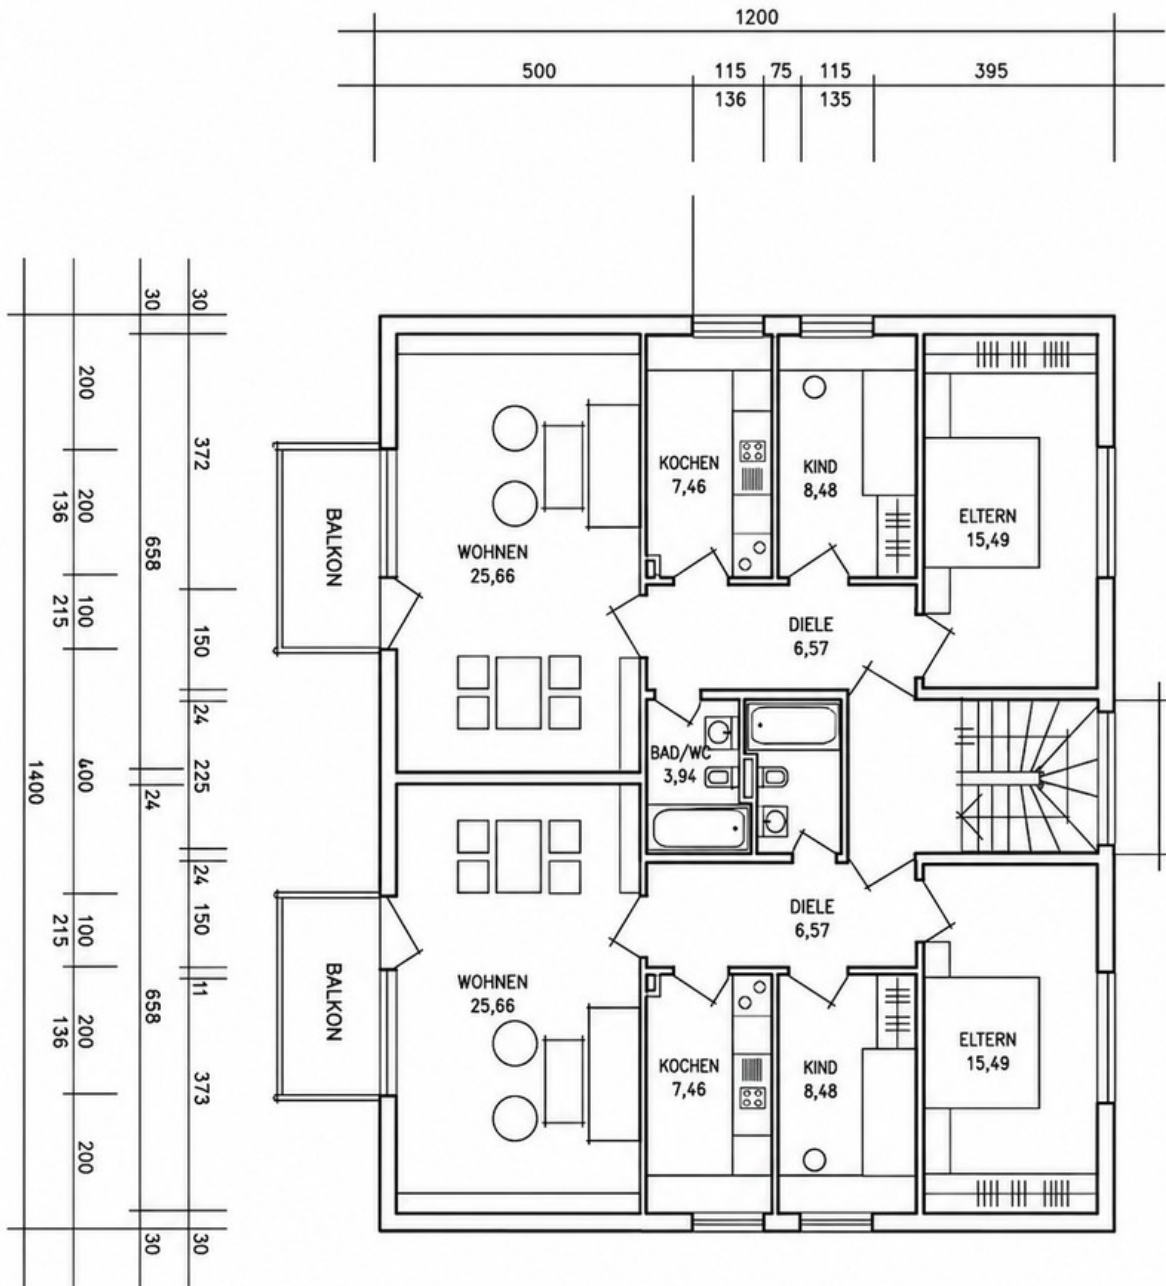 1200
500 115 75 115 395
136 135
30 30
200
372
200
136
658
BALKON
WOHNEN
25,66
KOCHEN
7,46
KIND
8,48
ELTERN
15,49
100
215
150
DIELE
6,57
24
BAD/WC
3,94
1400
400
24
225
24
150
100
215
11
DIELE
6,57
BALKON
WOHNEN
25,66
KOCHEN
7,46
KIND
8,48
ELTERN
15,49
658
200
136
373
200
30 30